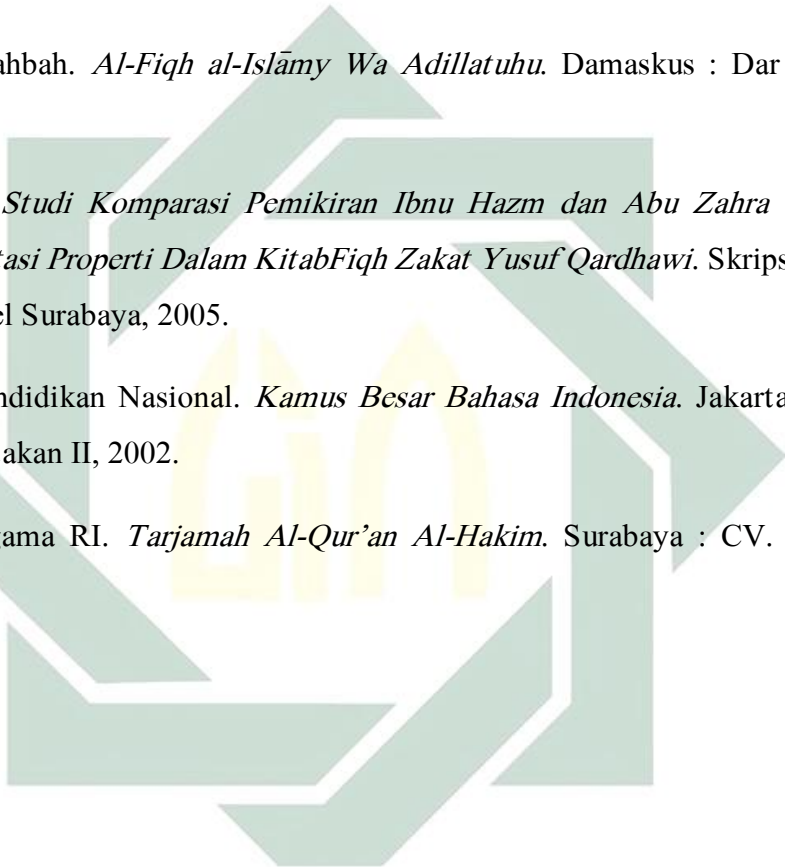 ahbah. Al-Fiqh al-Islāmy Wa Adillatuhu. Damaskus : Dar
Studi Komparasi Pemikiran Ibnu Hazm dan Abu Zahra
tasi Properti Dalam KitabFiqh Zakat Yusuf Qardhawi. Skrips
el Surabaya, 2005.
ndidikan Nasional. Kamus Besar Bahasa Indonesia. Jakarta
akan II, 2002.
gama RI. Tarjamah Al-Qur’an Al-Hakim. Surabaya : CV.